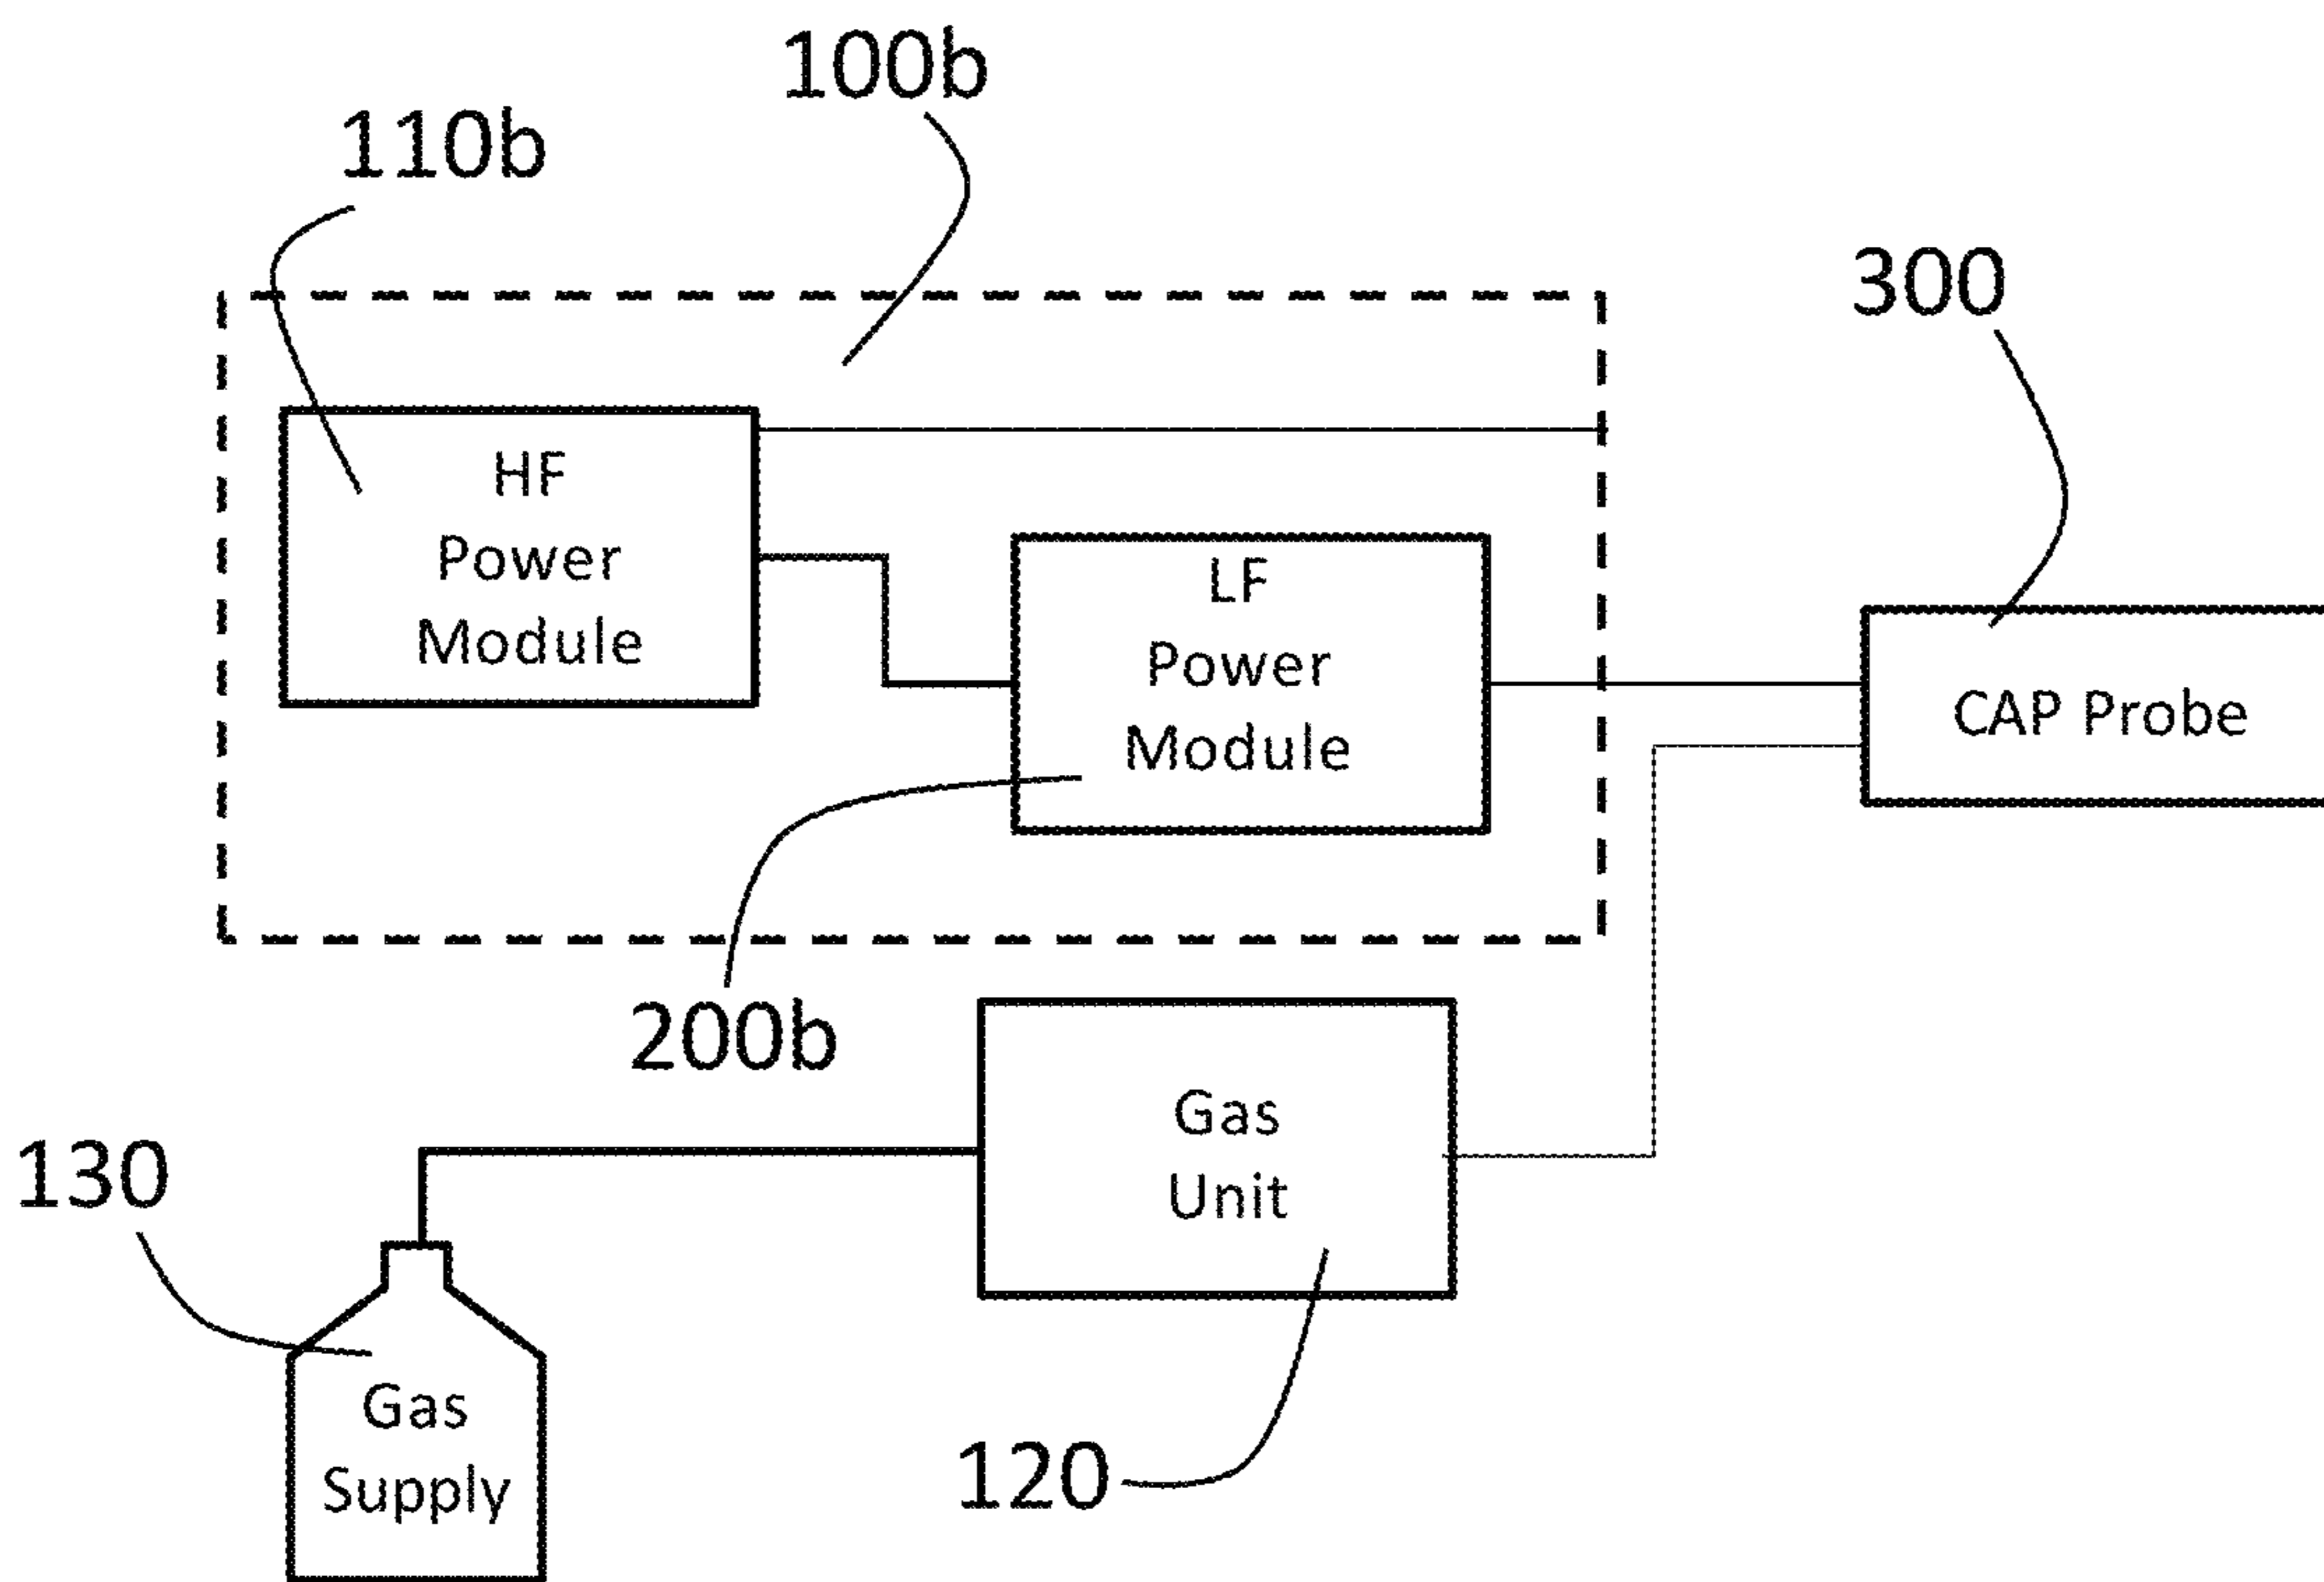 100b
110b
300
HF
Power
Module
LF
Power
Module
CAP Probe
200b
Gas
Unit
130
Gas
Supply
120